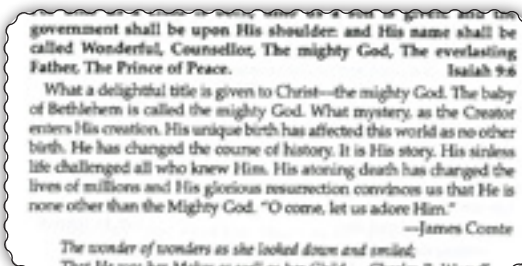 government shall be upon His shoulder: and His name shall be
called Wonderful, Counsellor, The mighty God, The everlasting
Father, The Prince of Peace. Isaiah 9:6
What a delightful title is given to Christ—the mighty God. The baby
of Bethlehem is called the mighty God. What mystery, as the Creator
enters His creation. His unique birth has affected this world as no other
birth. He has changed the course of history. It is His story. His sinless
life challenged all who knew Him. His atoning death has changed the
lives of millions and His glorious resurrection convinces us that He is
none other than the Mighty God. "O come, let us adore Him."
—James Comte
The wonder of wonders as she looked down and smiled;